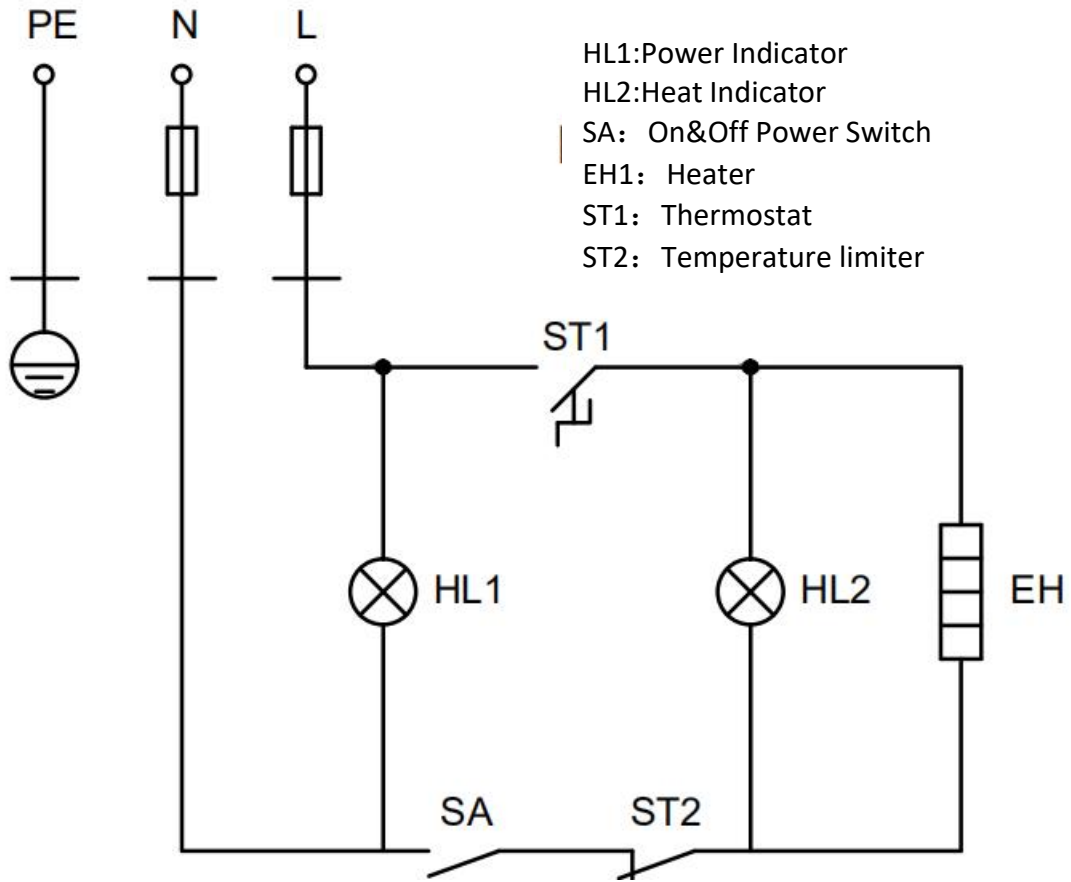 PE N L
HL1:Power Indicator
HL2:Heat Indicator
SA： On&Off Power Switch
EH1： Heater
ST1： Thermostat
ST2： Temperature limiter
ST1
HL1 HL2 EH
SA ST2